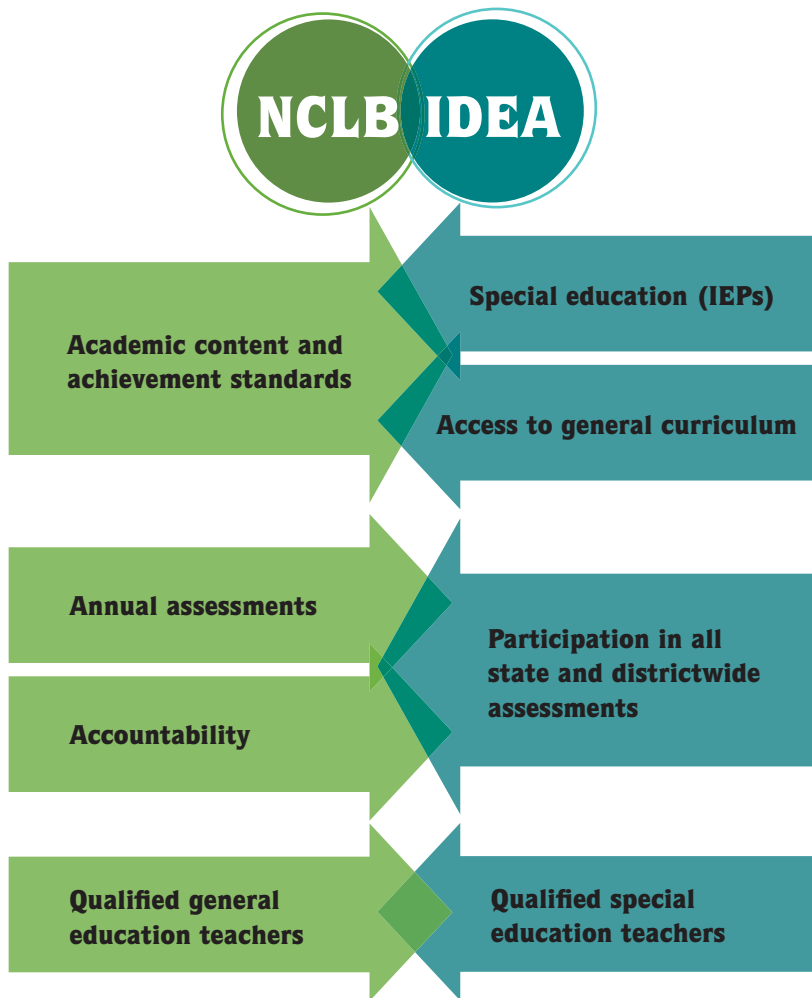 NCLB IDEA
Academic content and
achievement standards
Special education (IEPs)
Access to general curriculum
Annual assessments
Accountability
Participation in all
state and districtwide
assessments
Qualified general
education teachers
Qualified special
education teachers